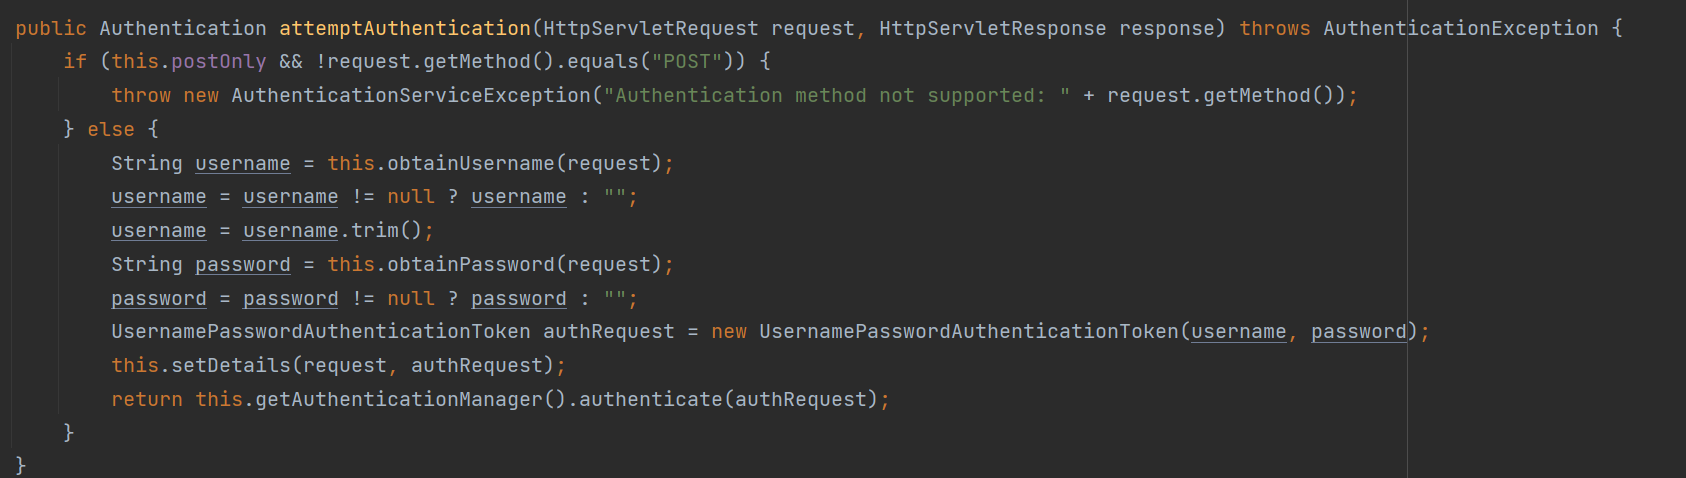 public Authentication attemptAuthentication(HttpServletRequest request, HttpServletResponse response) throws AuthenticationException {
    if (this.postOnly && !request.getMethod().equals("POST")) {
        throw new AuthenticationServiceException("Authentication method not supported: " + request.getMethod());
    } else {
        String username = this.obtainUsername(request);
        username = username != null ? username : "";
        username = username.trim();
        String password = this.obtainPassword(request);
        password = password != null ? password : "";
        UsernamePasswordAuthenticationToken authRequest = new UsernamePasswordAuthenticationToken(username, password);
        this.setDetails(request, authRequest);
        return this.getAuthenticationManager().authenticate(authRequest);
    }
}